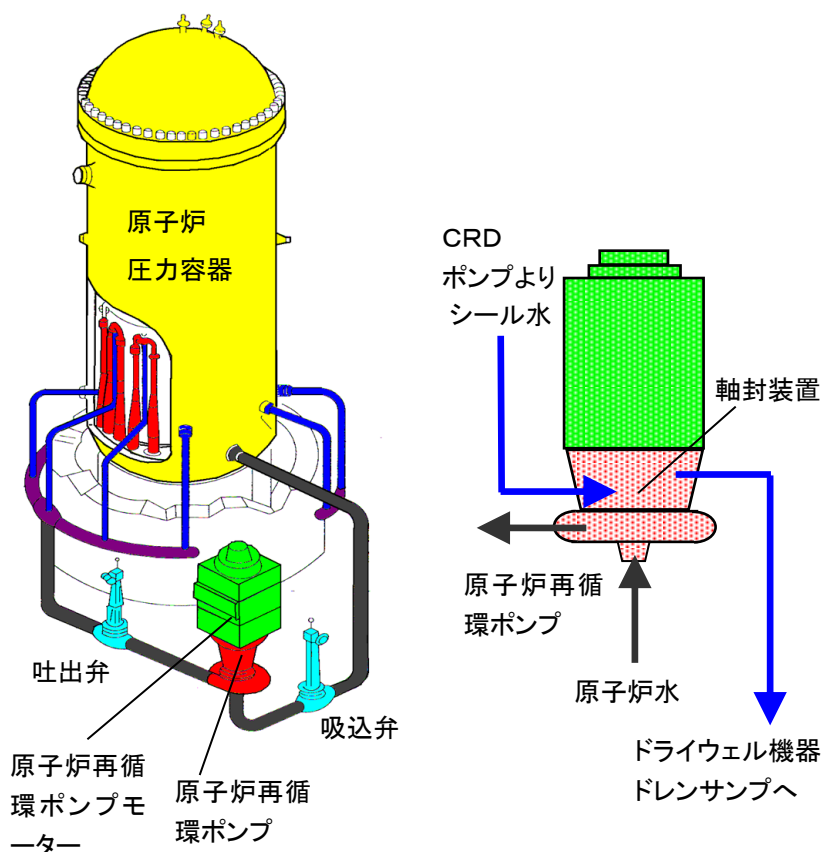 原子炉
圧力容器
吐出弁
吸込弁
原子炉再循
環ポンプモ
ーター
原子炉再循
環ポンプ
CRD
ポンプより
シール水
軸封装置
原子炉再循
環ポンプ
原子炉水
ドライウェル機器
ドレンサンプへ